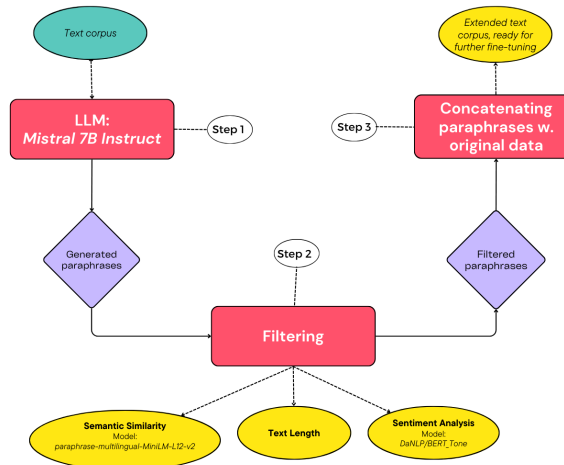 Text corpus
LLM:
Mistral 7B Instruct
Step 1
Generated
paraphrases
Step 2
Filtering
Semantic Similarity
Model:
paraphrase-multilingual-MiniLM-L12-v2
Text Length
Sentiment Analysis
Model:
DaNLP/BERT_Tone
Filtered
paraphrases
Step 3
Concatenating
paraphrases w.
original data
Extended text
corpus, ready for
further fine-tuning